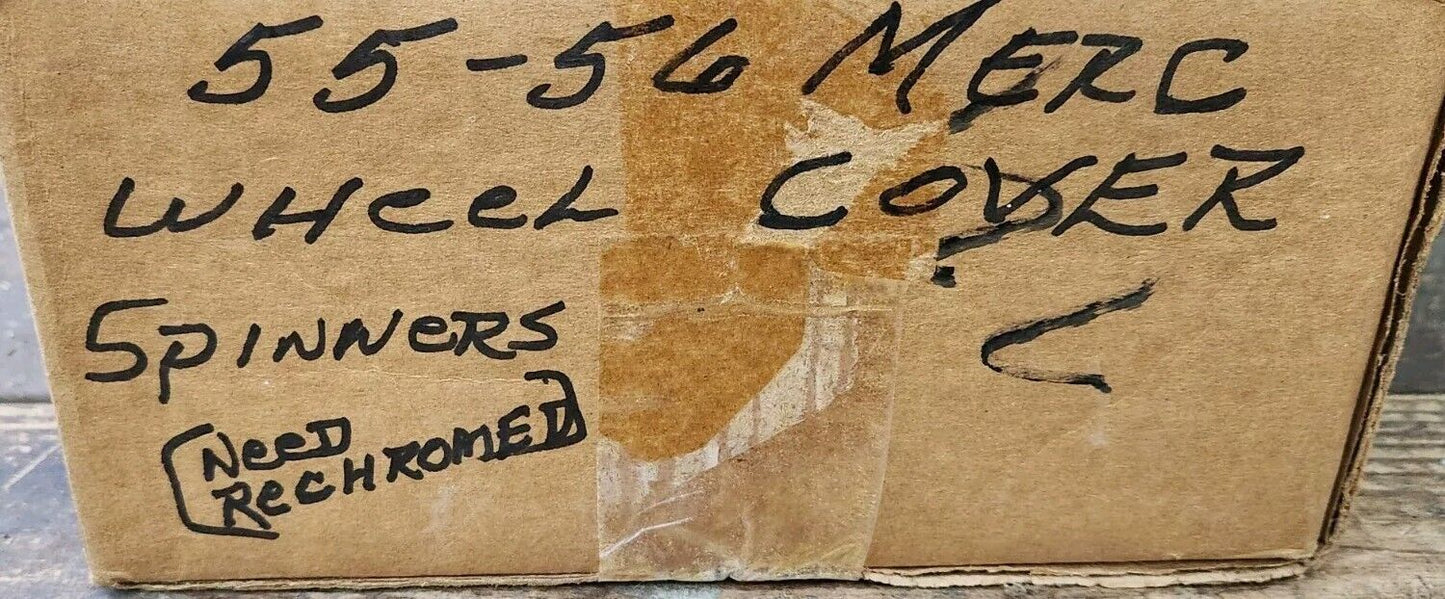 55-56 MERC
WHeeL COVER
SPINNeRS
[NeeD
ReCHROMED]